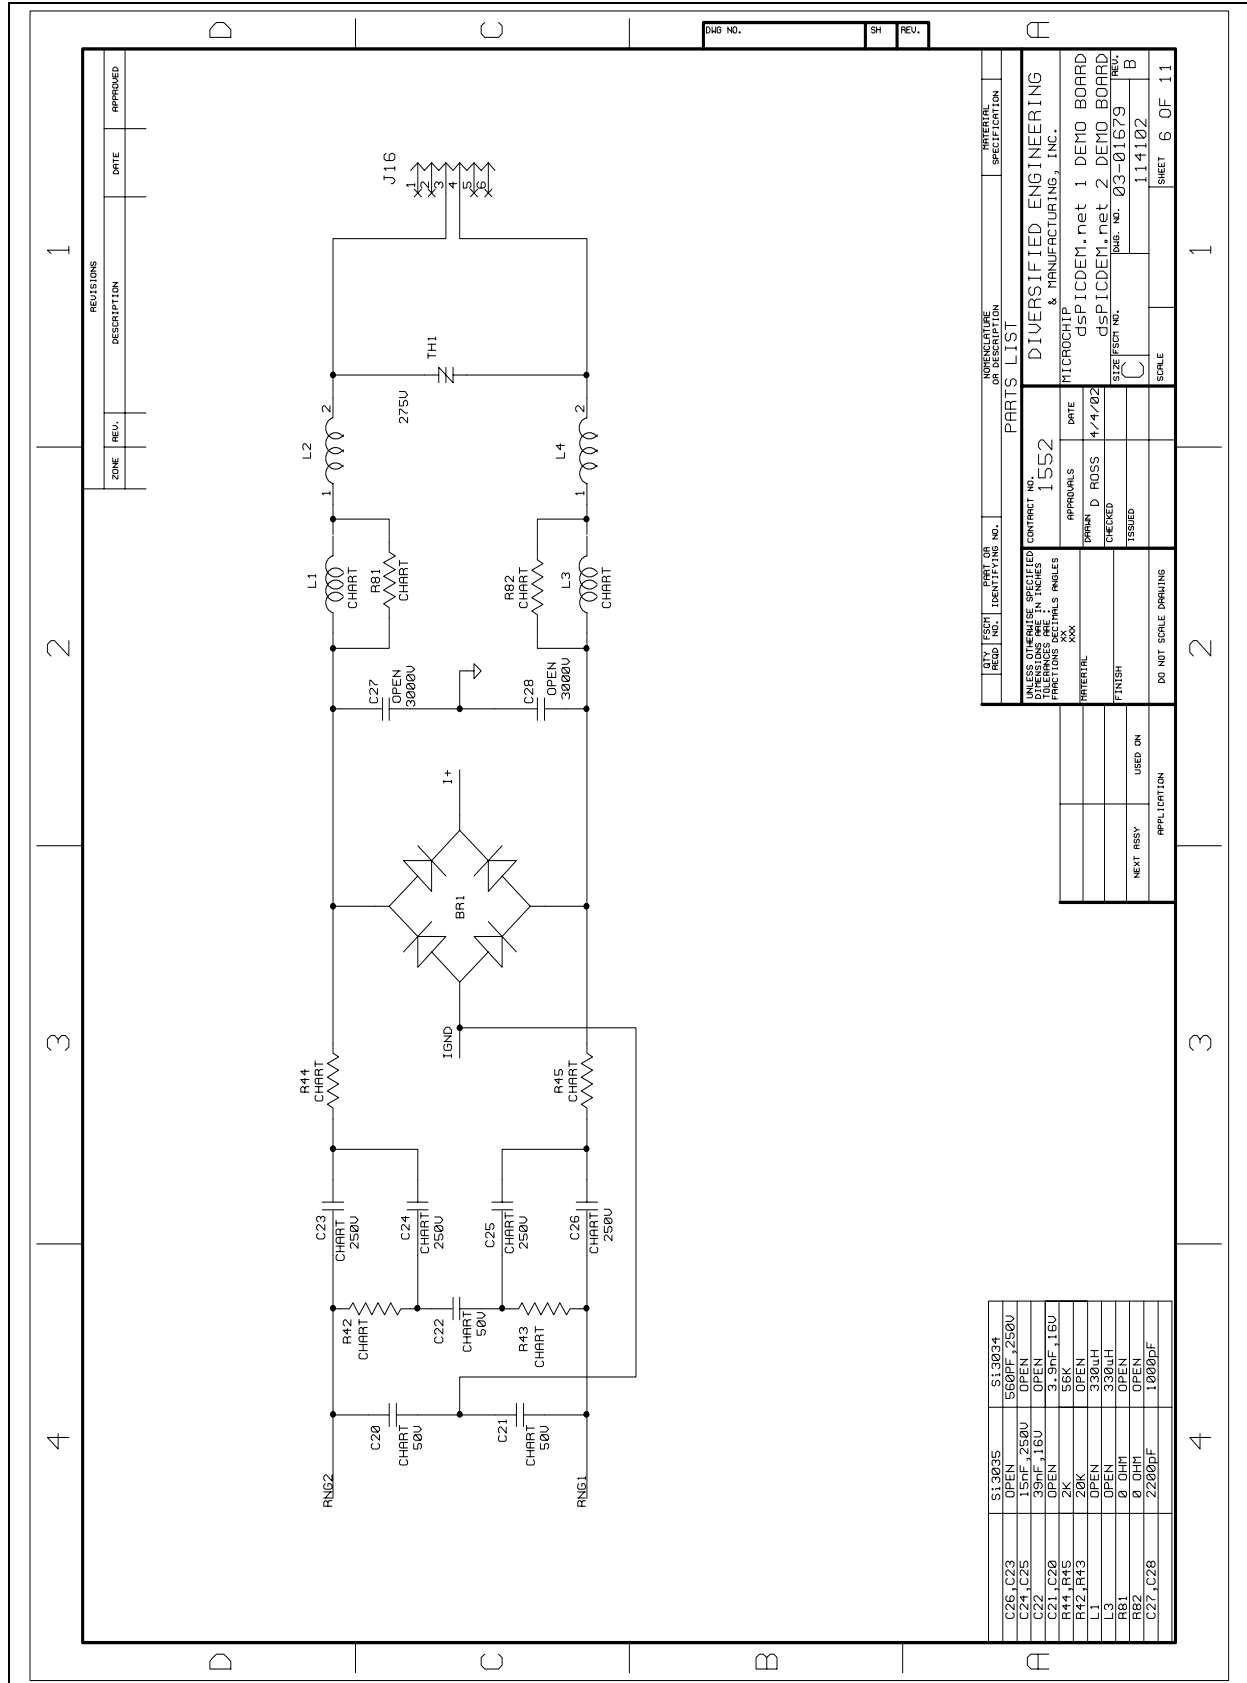 D
C
B
A
D
C
A
1
2
3
4
1
2
3
4
DWG NO.
SH
REV.
REVISIONS
ZONE REV. DESCRIPTION DATE APPROVED
J16
1
2
3
4
5
6
TH1
275V
L2
1 2
L4
1 2
L1
CHART
R81
CHART
R82
CHART
L3
CHART
C27
OPEN
3000V
C28
OPEN
3000V
I+
BR1
IGND
R44
CHART
R45
CHART
C23
CHART
250V
C24
CHART
250V
C25
CHART
250V
C26
CHART
250V
R42
CHART
C22
CHART
50V
R43
CHART
C20
CHART
50V
C21
CHART
50V
RNG2
RNG1
Si3035 Si3034
C26,C23 OPEN 560PF,250V
C24,C25 15nF,250V OPEN
C22 39nF,16V OPEN
C21,C20 OPEN 3.9nF,16V
R44,R45 2K 56K
R42,R43 20K OPEN
L1 OPEN 330uH
L3 OPEN 330uH
R81 0 OHM OPEN
R82 0 OHM OPEN
C27,C28 2200pF 1000pF
NEXT ASSY USED ON
APPLICATION
QTY REQD
FSCM NO.
PART OR IDENTIFYING NO.
NOMENCLATURE OR DESCRIPTION
MATERIAL SPECIFICATION
PARTS LIST
UNLESS OTHERWISE SPECIFIED
DIMENSIONS ARE IN INCHES
TOLERANCES ARE:
FRACTIONS DECIMALS ANGLES
XX
XXX
MATERIAL
FINISH
DO NOT SCALE DRAWING
CONTRACT NO.
1552
APPROVALS DATE
DRAWN D ROSS 4/4/02
CHECKED
ISSUED
DIVERSIFIED ENGINEERING
& MANUFACTURING, INC.
MICROCHIP
dsPICDEM.net 1 DEMO BOARD
dsPICDEM.net 2 DEMO BOARD
SIZE C
FSCM NO.
DWG. NO. 03-01679
114102
REV. B
SCALE
SHEET 6 OF 11